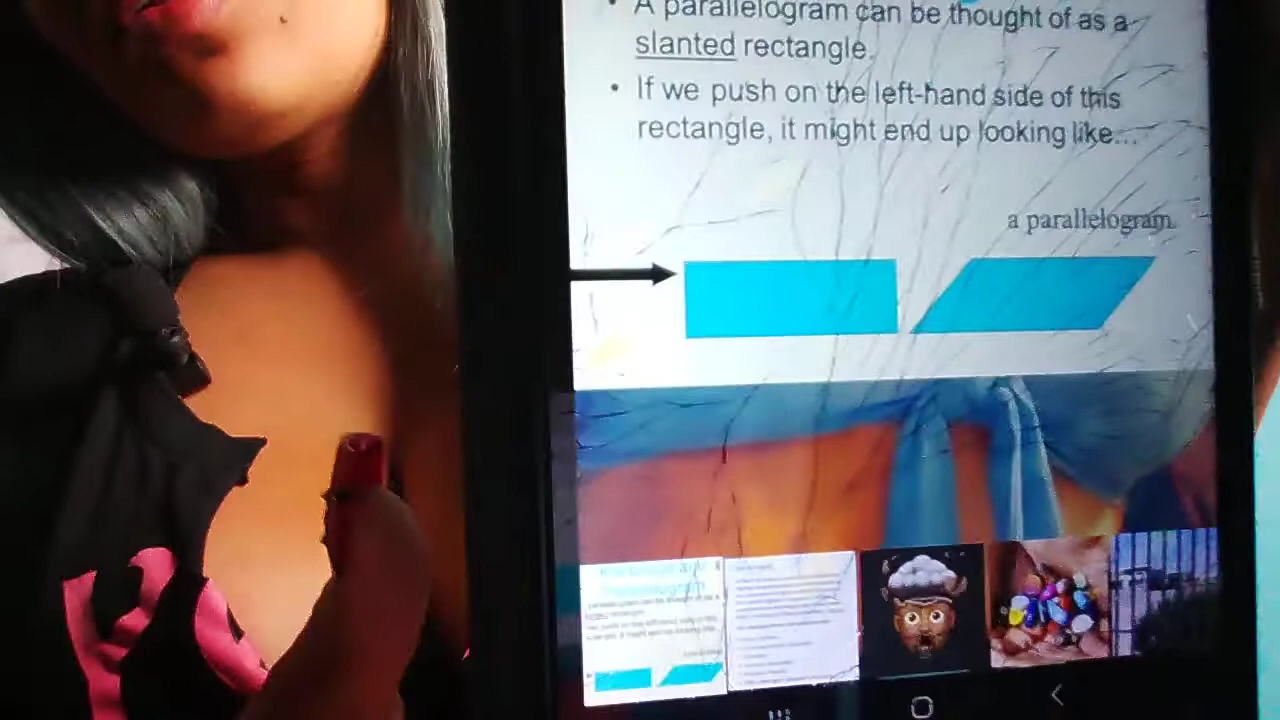 • A parallelogram can be thought of as a
slanted rectangle.
• If we push on the left-hand side of this
rectangle, it might end up looking like...
a parallelogram.